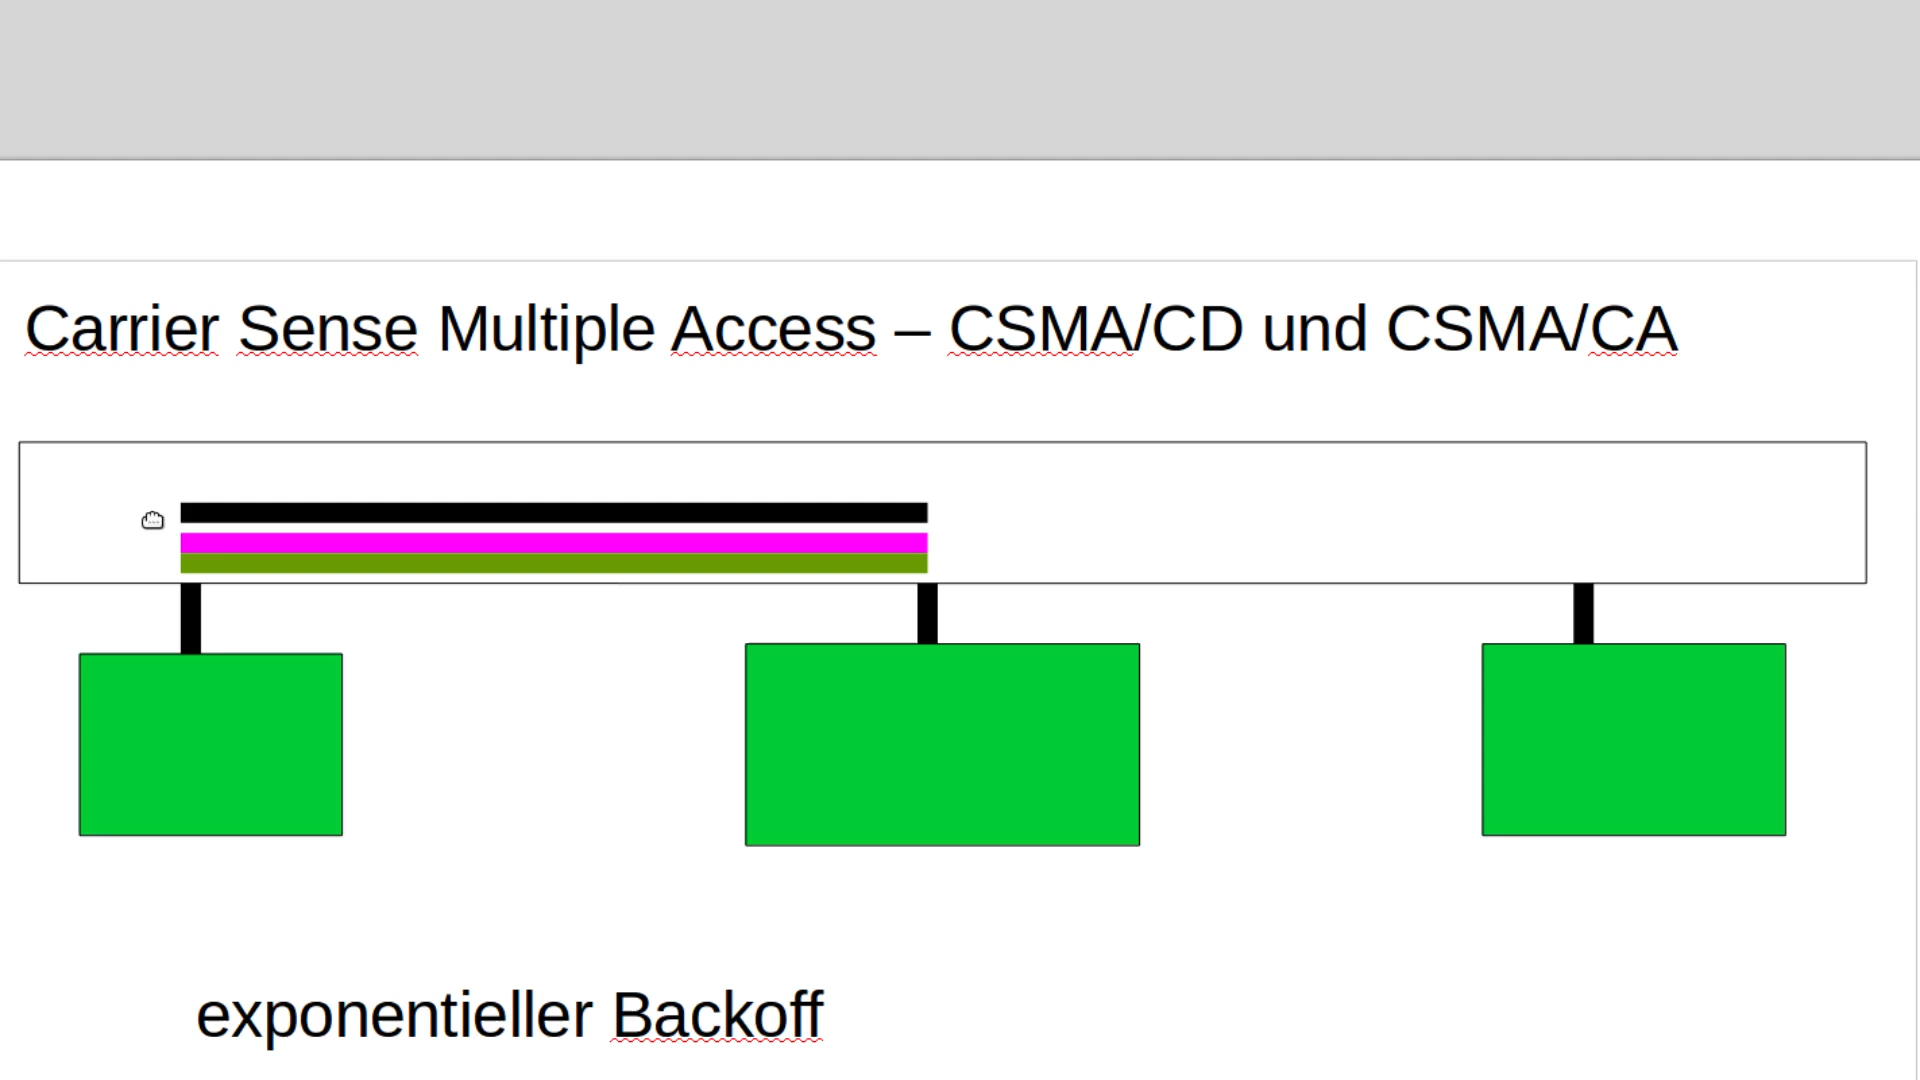 Carrier Sense Multiple Access – CSMA/CD und CSMA/CA
exponentieller Backoff